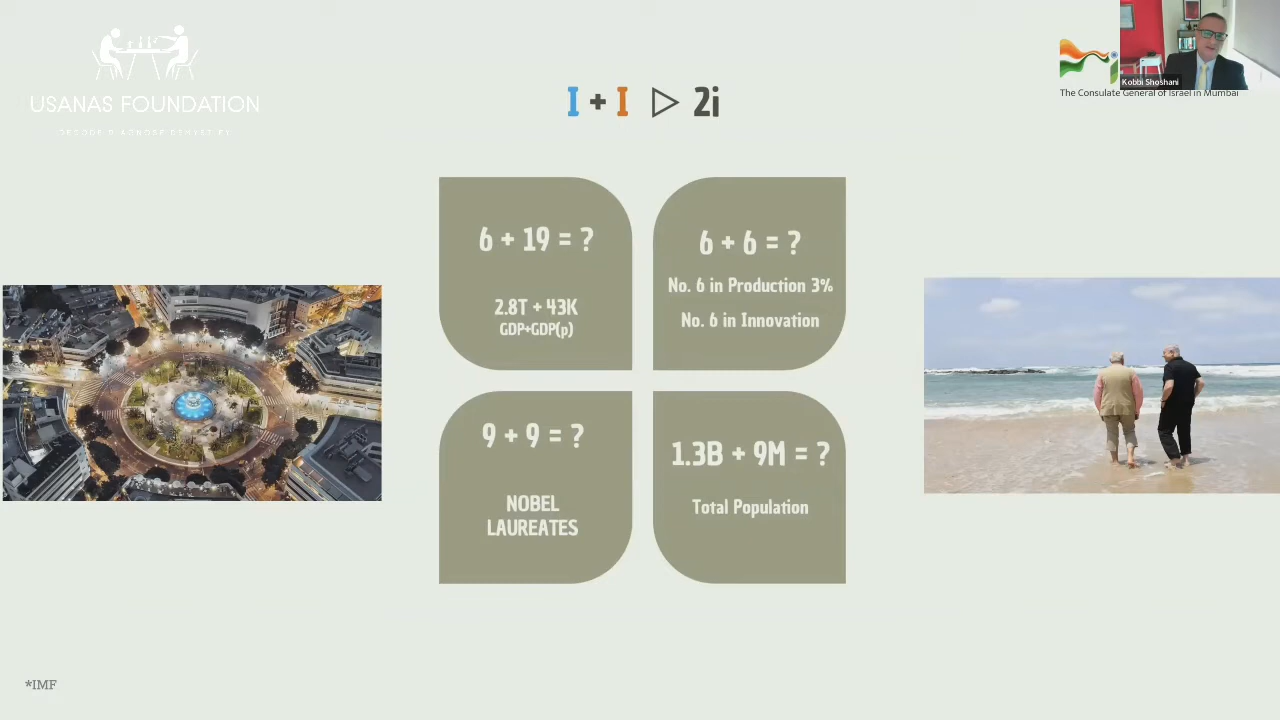 USANAS FOUNDATION
Kobbi Shoshani
The Consulate General of Israel in Mumbai
I + I ▷ 2i
6 + 19 = ?
2.8T + 43K
GDP+GDP(p)
6 + 6 = ?
No. 6 in Production 3%
No. 6 in Innovation
9 + 9 = ?
NOBEL
LAUREATES
1.3B + 9M = ?
Total Population
*IMF